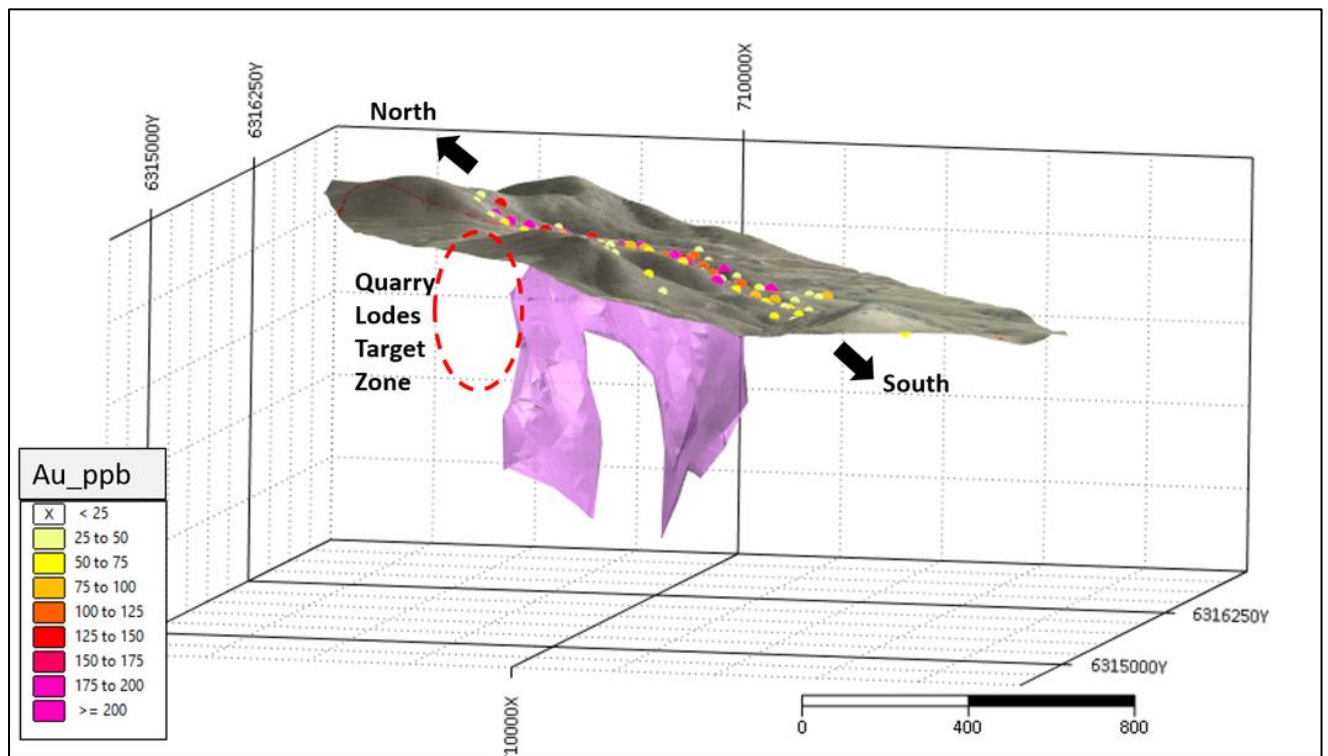 6315000Y
6316250Y
710000X
North
Quarry
Lodes
Target
Zone
South
Au_ppb
X < 25
25 to 50
50 to 75
75 to 100
100 to 125
125 to 150
150 to 175
175 to 200
>= 200
6316250Y
6315000Y
10000X
0 400 800